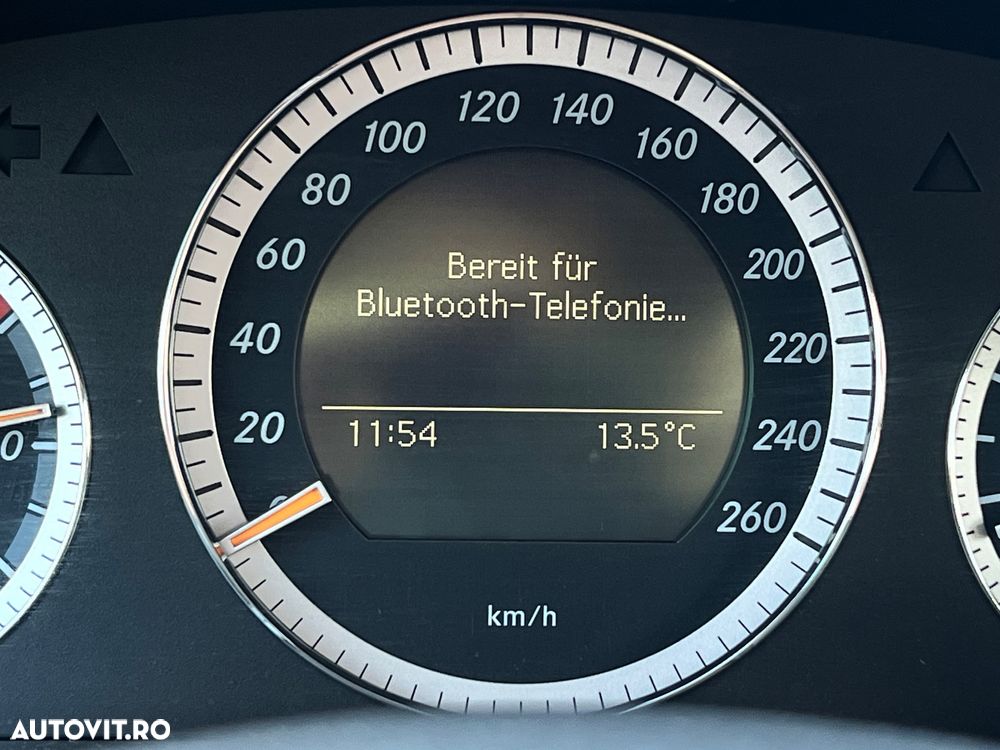 120 140
100 160
80 180
60 200
Bereit für
Bluetooth-Telefonie...
40 220
20 240
11:54 13.5°C
260
km/h
AUTOVIT.RO